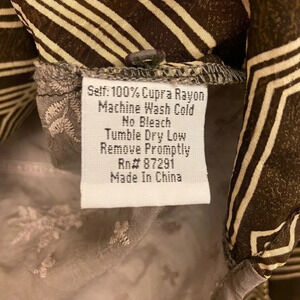 Self: 100% Cupra Rayon
Machine Wash Cold
No Bleach
Tumble Dry Low
Remove Promptly
Rn# 87291
Made In China